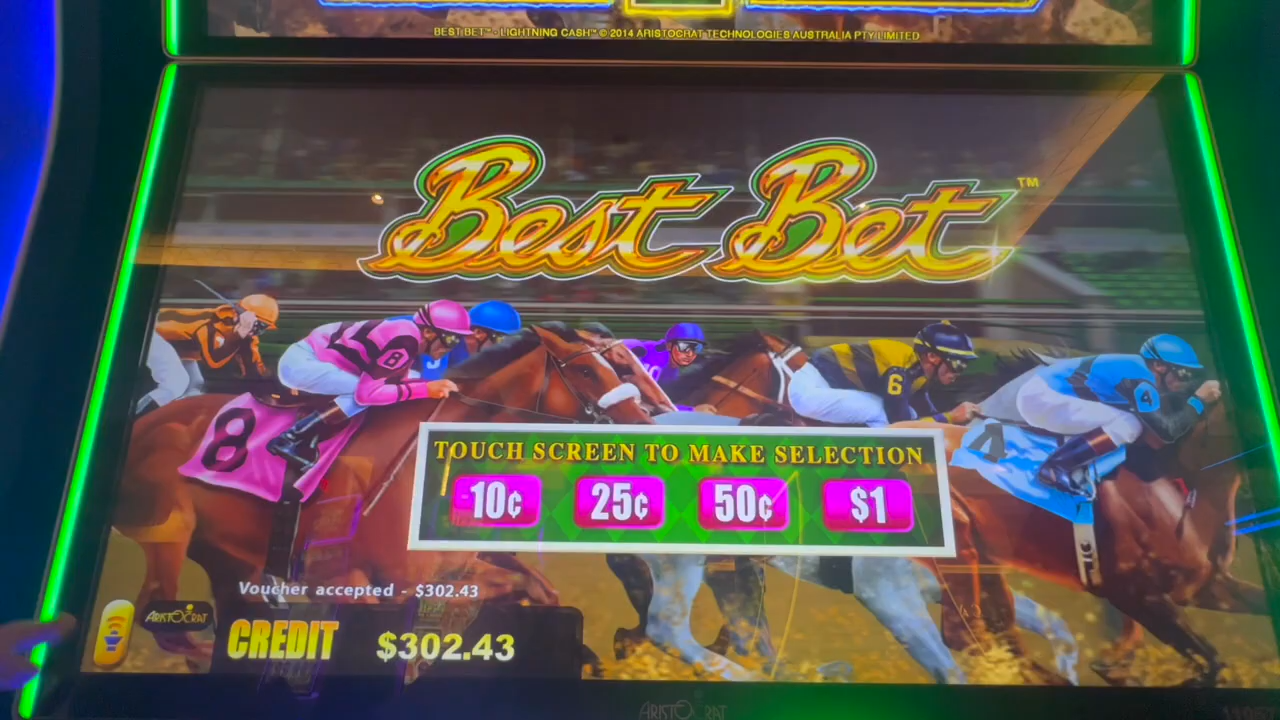 BEST BET™ - LIGHTNING CASH™ © 2014 ARISTOCRAT TECHNOLOGIES AUSTRALIA PTY LIMITED
Best Bet™
8
6
4
8
4
TOUCH SCREEN TO MAKE SELECTION
10¢ 25¢ 50¢ $1
Voucher accepted - $302.43
ARISTOCRAT
CREDIT $302.43
ARISTOCRAT